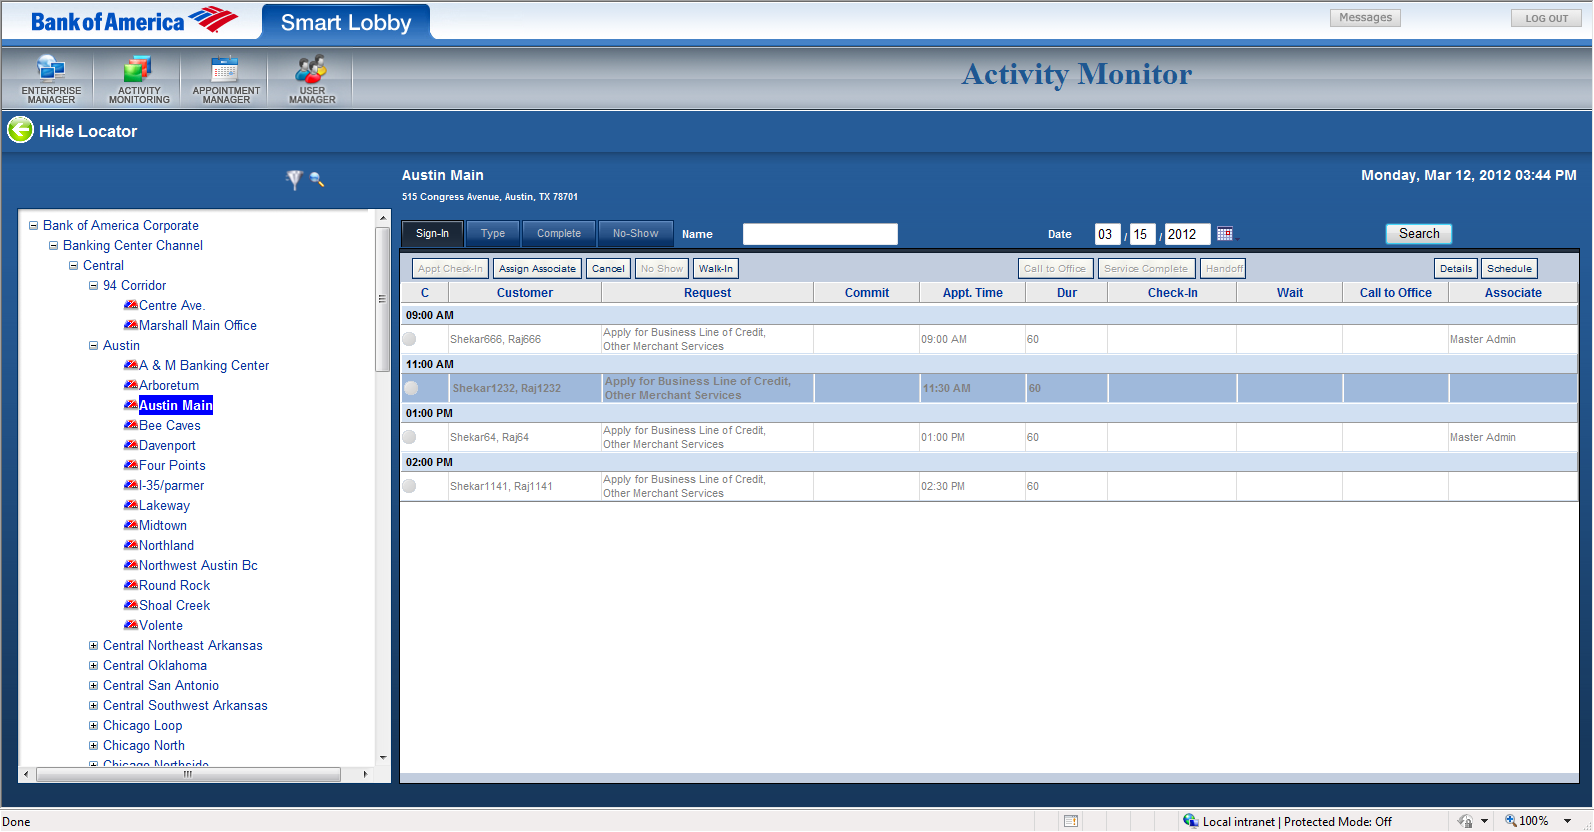 Bank of America
Smart Lobby
Messages
LOG OUT
ENTERPRISE MANAGER
ACTIVITY MONITORING
APPOINTMENT MANAGER
USER MANAGER
Activity Monitor
Hide Locator
Austin Main
Monday, Mar 12, 2012 03:44 PM
515 Congress Avenue, Austin, TX 78701
Bank of America Corporate
Banking Center Channel
Central
94 Corridor
Centre Ave.
Marshall Main Office
Austin
A & M Banking Center
Arboretum
Austin Main
Bee Caves
Davenport
Four Points
I-35/parmer
Lakeway
Midtown
Northland
Northwest Austin Bc
Round Rock
Shoal Creek
Volente
Central Northeast Arkansas
Central Oklahoma
Central San Antonio
Central Southwest Arkansas
Chicago Loop
Chicago North
Chicago Northside
Sign-In Type Complete No-Show Name Date 03 / 15 / 2012 Search
Appt Check-In Assign Associate Cancel No Show Walk-In Call to Office Service Complete Handoff Details Schedule
C Customer Request Commit Appt. Time Dur Check-In Wait Call to Office Associate
09:00 AM
Shekar666, Raj666 Apply for Business Line of Credit, 09:00 AM 60 Master Admin
Other Merchant Services
11:00 AM
Shekar1232, Raj1232 Apply for Business Line of Credit, 11:30 AM 60
Other Merchant Services
01:00 PM
Shekar64, Raj64 Apply for Business Line of Credit, 01:00 PM 60 Master Admin
Other Merchant Services
02:00 PM
Shekar1141, Raj1141 Apply for Business Line of Credit, 02:30 PM 60
Other Merchant Services
Done
Local intranet | Protected Mode: Off
100%